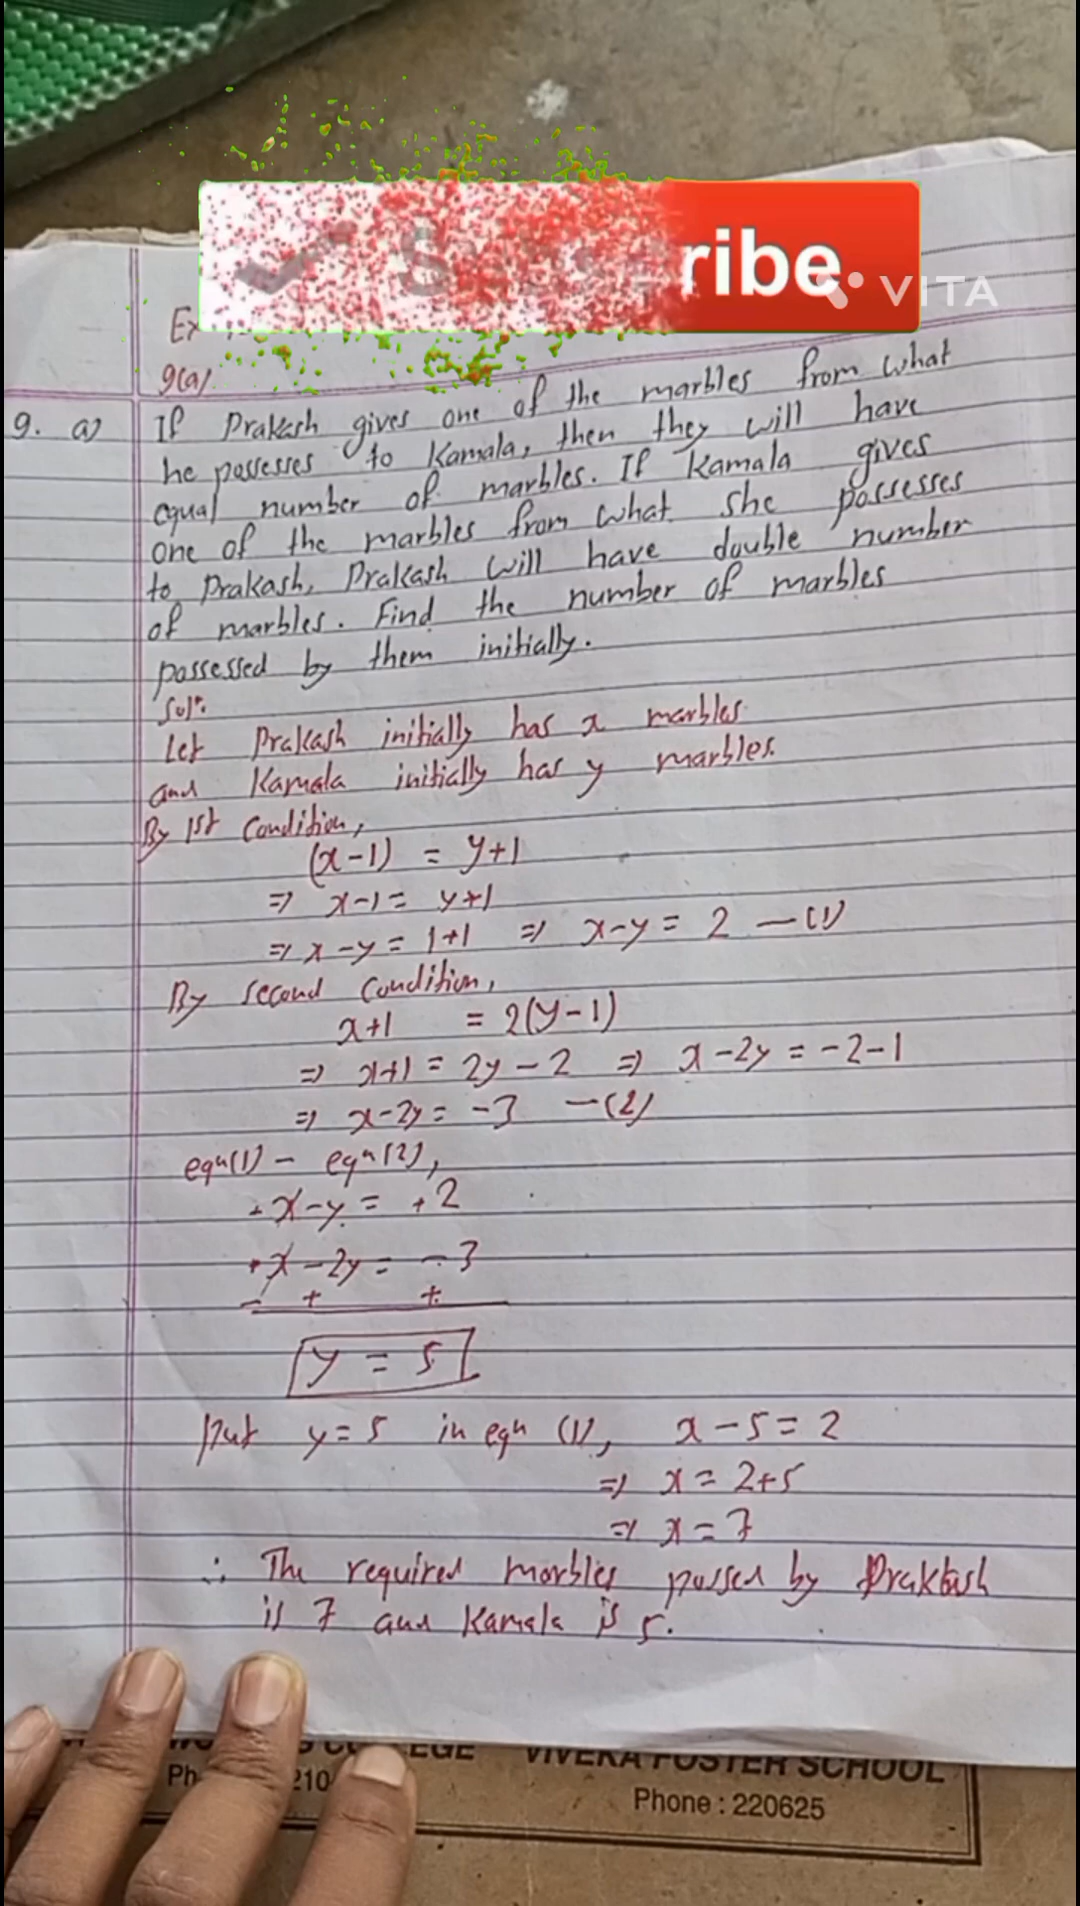 ribe
VITA
Ex
9(a)
9. a) If Prakash gives one of the marbles from what
he possesses to Kamala, then they will have
equal number of marbles. If Kamala gives
one of the marbles from what she possesses
to Prakash, Prakash will have double number
of marbles. Find the number of marbles
possessed by them initially.
Soln.
Let Prakash initially has x marbles
and Kamala initially has y marbles.
By 1st Condition,
(x-1) = y+1
⇒ x-1 = y+1
⇒ x-y = 1+1 ⇒ x-y = 2 —(1)
By second Condition,
x+1 = 2(y-1)
⇒ x+1 = 2y-2 ⇒ x-2y = -2-1
⇒ x-2y = -3 —(2)
eqn(1) - eqn(2),
+x-y = +2
+x-2y = -3
- + +
y = 5
Put y=5 in eqn (1), x-5=2
⇒ x = 2+5
⇒ x=7
∴ The required marbles possed by Prakash
is 7 and Kamala is 5.
EGE VIVEKA FOSTER SCHOOL
Ph 210
Phone : 220625